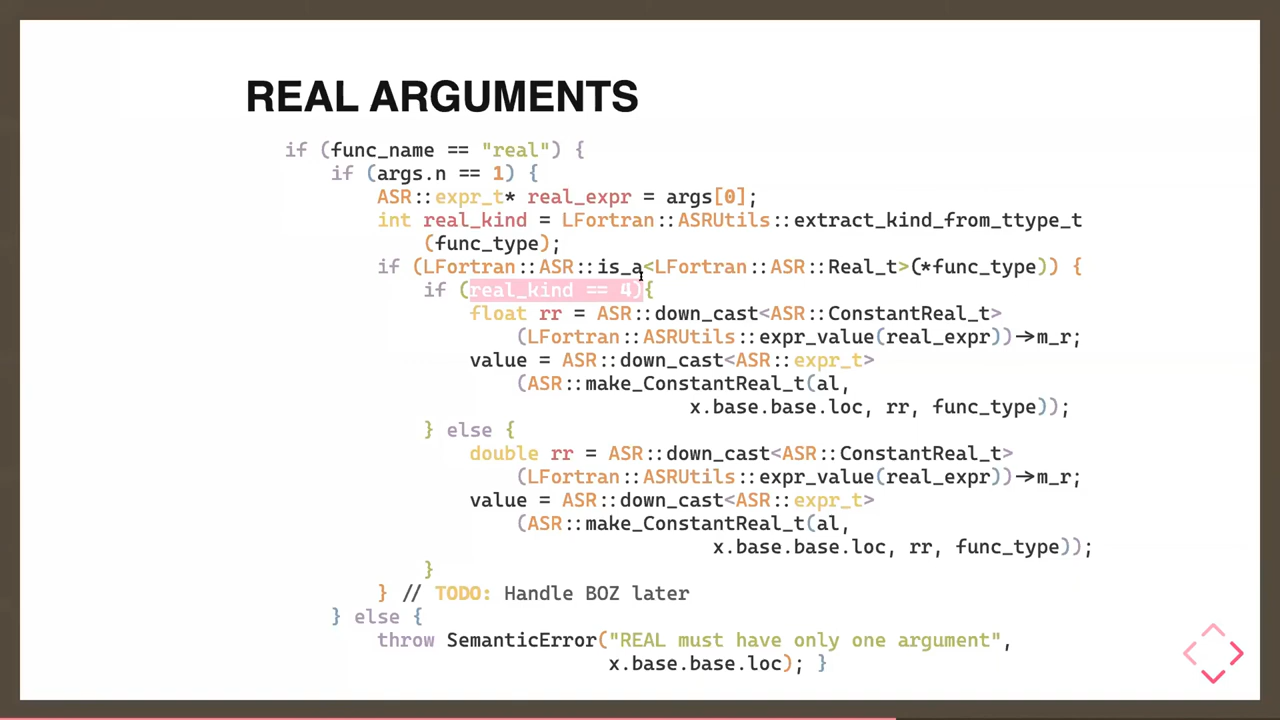 REAL ARGUMENTS
if (func_name == "real") {
if (args.n == 1) {
ASR::expr_t* real_expr = args[0];
int real_kind = LFortran::ASRUtils::extract_kind_from_ttype_t
(func_type);
if (LFortran::ASR::is_a<LFortran::ASR::Real_t>(*func_type)) {
if (real_kind == 4){
float rr = ASR::down_cast<ASR::ConstantReal_t>
(LFortran::ASRUtils::expr_value(real_expr))->m_r;
value = ASR::down_cast<ASR::expr_t>
(ASR::make_ConstantReal_t(al,
x.base.base.loc, rr, func_type));
} else {
double rr = ASR::down_cast<ASR::ConstantReal_t>
(LFortran::ASRUtils::expr_value(real_expr))->m_r;
value = ASR::down_cast<ASR::expr_t>
(ASR::make_ConstantReal_t(al,
x.base.base.loc, rr, func_type));
}
} // TODO: Handle BOZ later
} else {
throw SemanticError("REAL must have only one argument",
x.base.base.loc); }